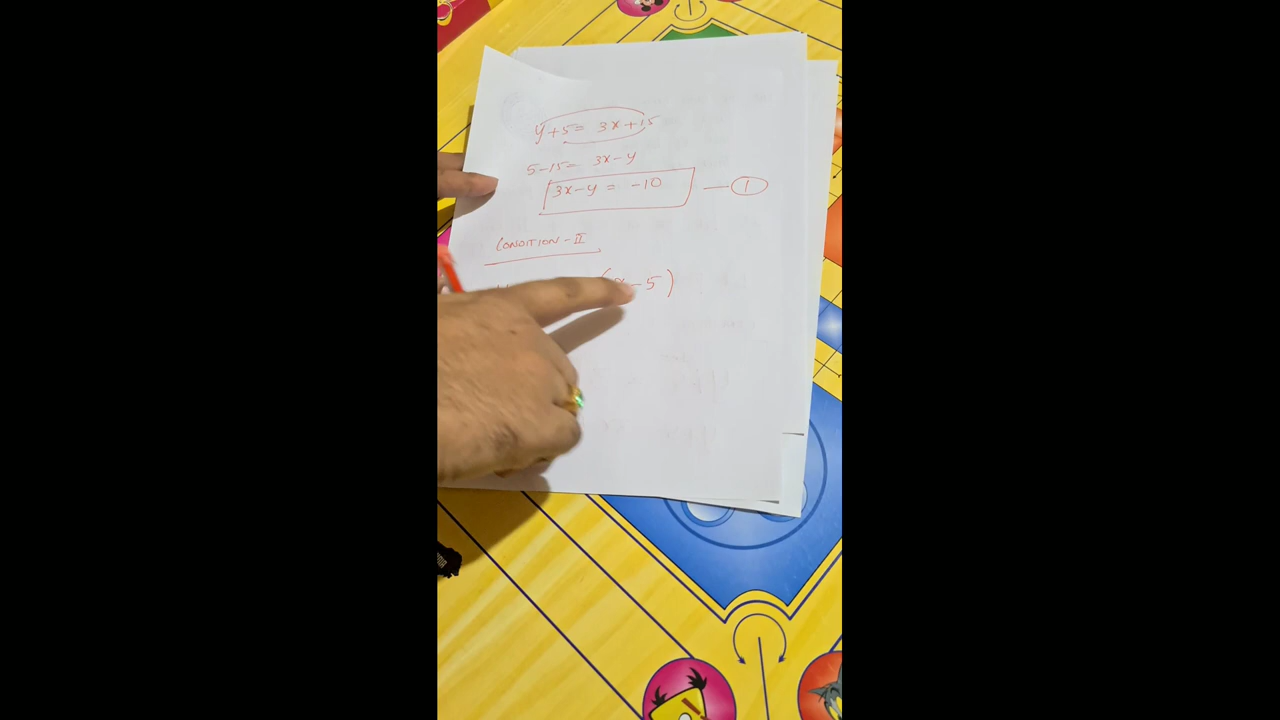 y+5= 3x+15
5-15= 3x-y
3x-y = -10 — 1
CONDITION-II
(x-5)